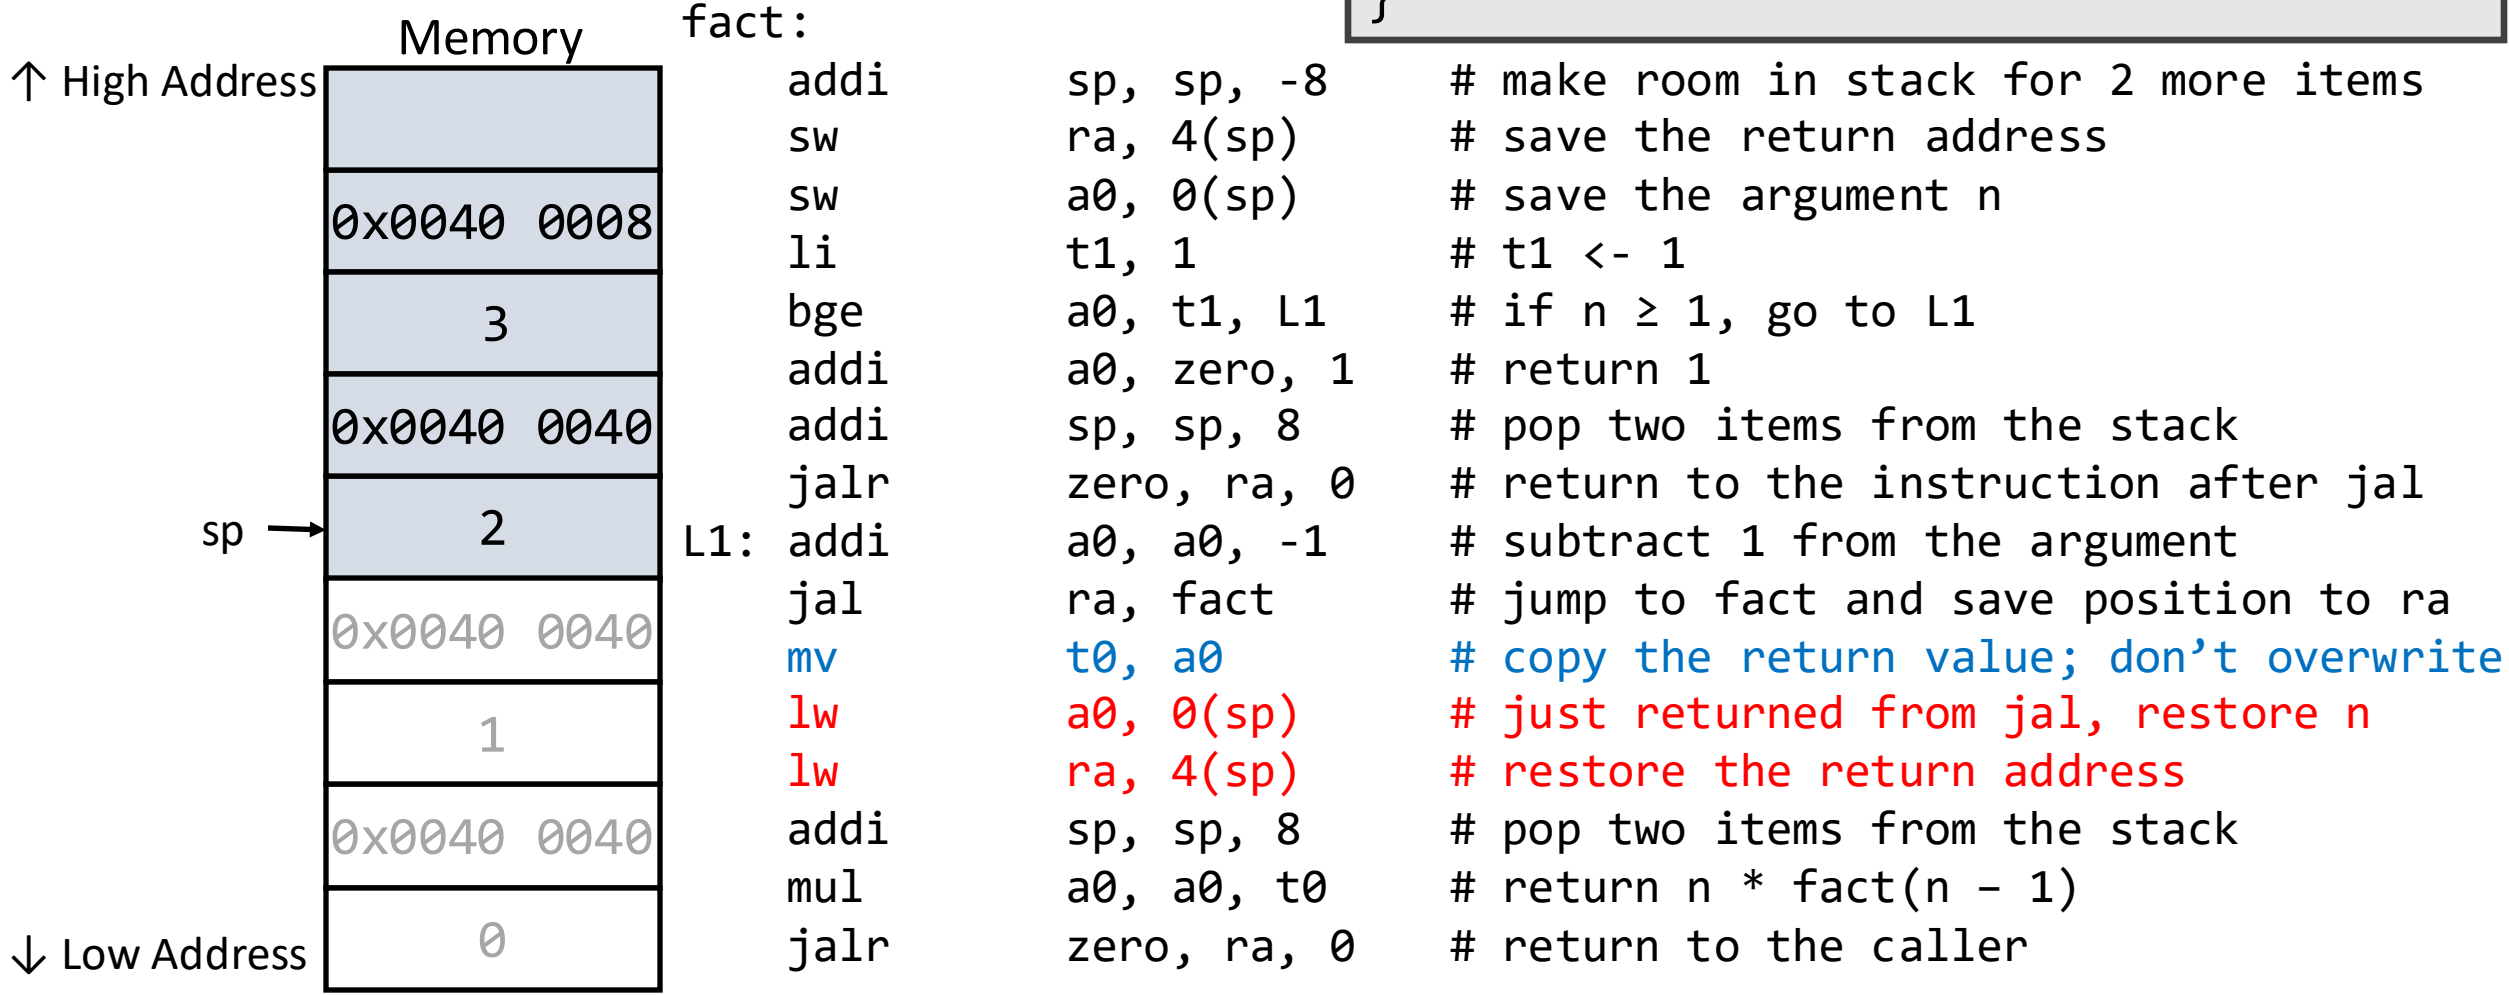 }
Memory
↑ High Address
0x0040 0008
3
0x0040 0040
sp
2
0x0040 0040
1
0x0040 0040
0
↓ Low Address
fact:
addi sp, sp, -8 # make room in stack for 2 more items
sw ra, 4(sp) # save the return address
sw a0, 0(sp) # save the argument n
li t1, 1 # t1 <- 1
bge a0, t1, L1 # if n ≥ 1, go to L1
addi a0, zero, 1 # return 1
addi sp, sp, 8 # pop two items from the stack
jalr zero, ra, 0 # return to the instruction after jal
L1: addi a0, a0, -1 # subtract 1 from the argument
jal ra, fact # jump to fact and save position to ra
mv t0, a0 # copy the return value; don’t overwrite
lw a0, 0(sp) # just returned from jal, restore n
lw ra, 4(sp) # restore the return address
addi sp, sp, 8 # pop two items from the stack
mul a0, a0, t0 # return n * fact(n – 1)
jalr zero, ra, 0 # return to the caller